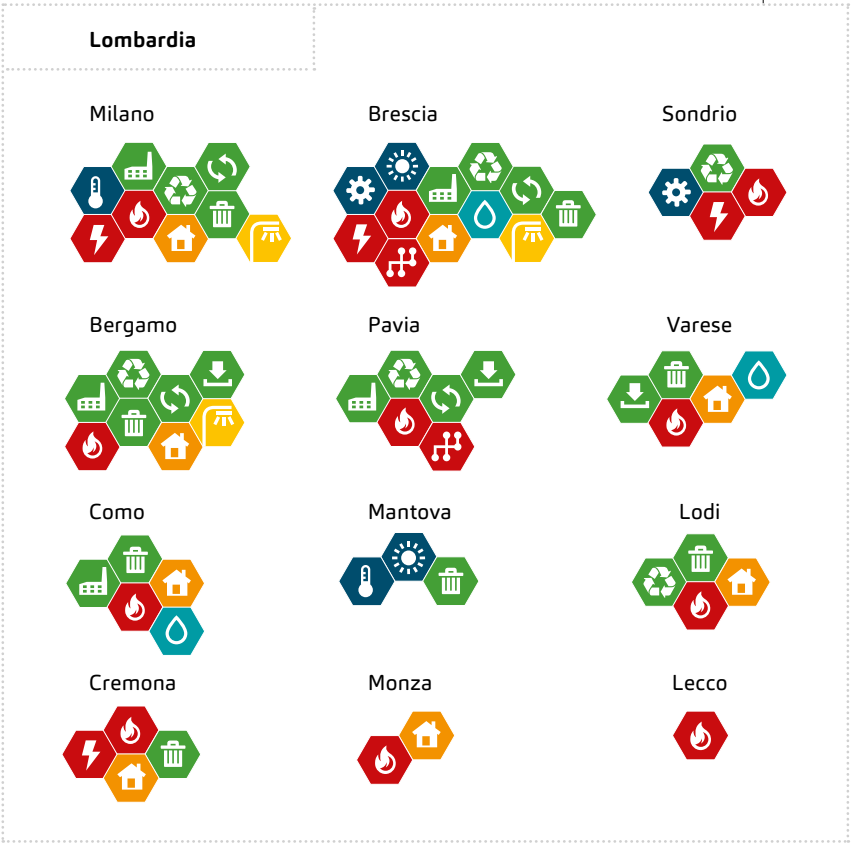 Lombardia
Milano
Brescia
Sondrio
Bergamo
Pavia
Varese
Como
Mantova
Lodi
Cremona
Monza
Lecco